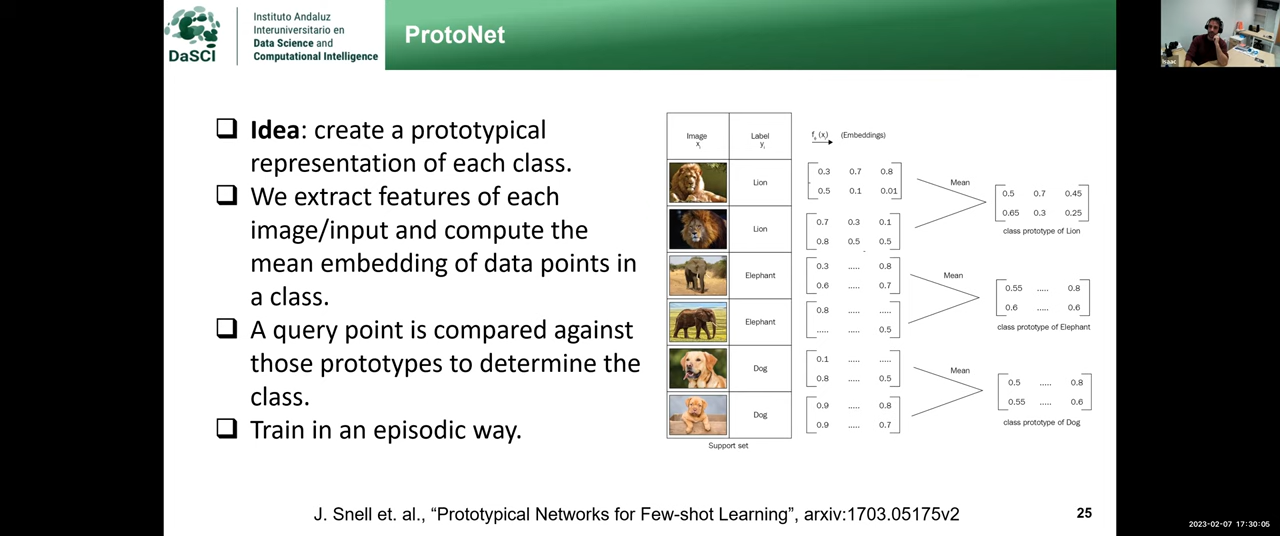 DaSCI
Instituto Andaluz
Interuniversitario en
Data Science and
Computational Intelligence
ProtoNet
Isaac
❑ Idea: create a prototypical
representation of each class.
❑ We extract features of each
image/input and compute the
mean embedding of data points in
a class.
❑ A query point is compared against
those prototypes to determine the
class.
❑ Train in an episodic way.
Image
xi
Label
yi
Lion
Lion
Elephant
Elephant
Dog
Dog
Support set
(xi) (Embeddings)
0.3 0.7 0.8
0.5 0.1 0.01
0.7 0.3 0.1
0.8 0.5 0.5
0.3 ..... 0.8
0.6 ..... 0.7
0.8 ..... .....
..... ..... 0.5
0.1 ..... .....
0.8 ..... 0.5
0.9 ..... 0.8
0.9 ..... 0.7
Mean
0.5 0.7 0.45
0.65 0.3 0.25
class prototype of Lion
Mean
0.55 ..... 0.8
0.6 ..... 0.6
class prototype of Elephant
Mean
0.5 ..... 0.8
0.55 ..... 0.6
class prototype of Dog
J. Snell et. al., “Prototypical Networks for Few-shot Learning”, arxiv:1703.05175v2
25
2023-02-07 17:30:05